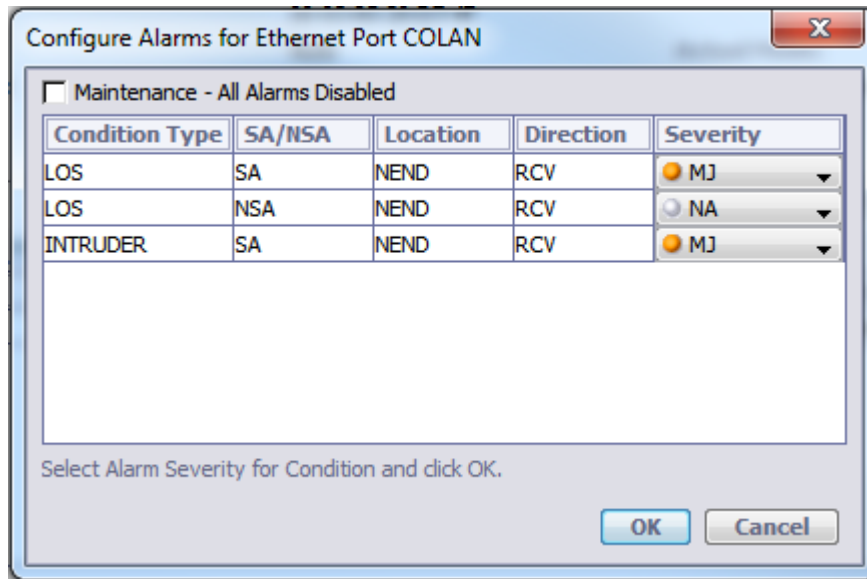 Configure Alarms for Ethernet Port COLAN
Maintenance - All Alarms Disabled
Condition Type SA/NSA Location Direction Severity
LOS SA NEND RCV MJ
LOS NSA NEND RCV NA
INTRUDER SA NEND RCV MJ
Select Alarm Severity for Condition and click OK.
OK Cancel